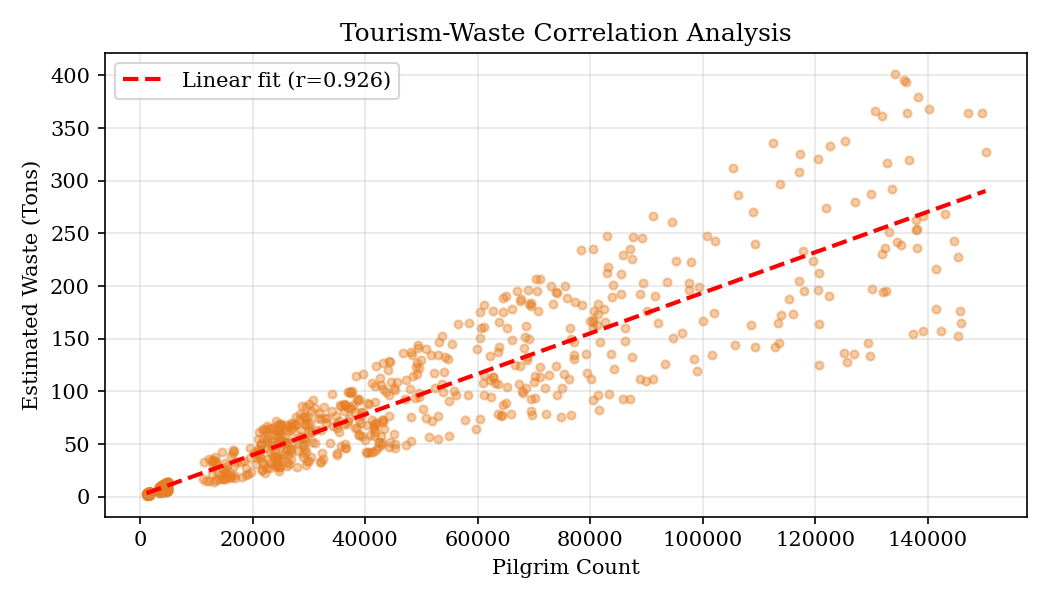 Tourism-Waste Correlation Analysis
Linear fit (r=0.926)
Estimated Waste (Tons)
400
350
300
250
200
150
100
50
0
0 20000 40000 60000 80000 100000 120000 140000
Pilgrim Count